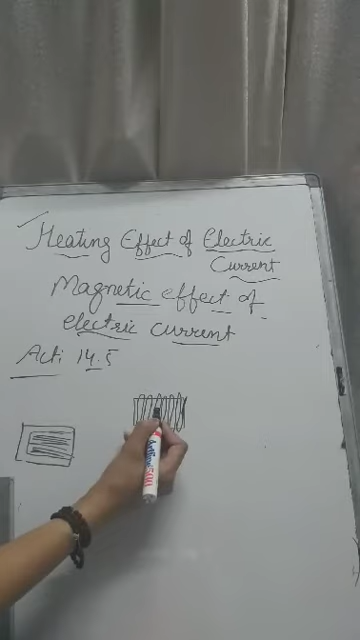 Heating Effect of Electric
Current
Magnetic effect of
electric current
Acti 14.5